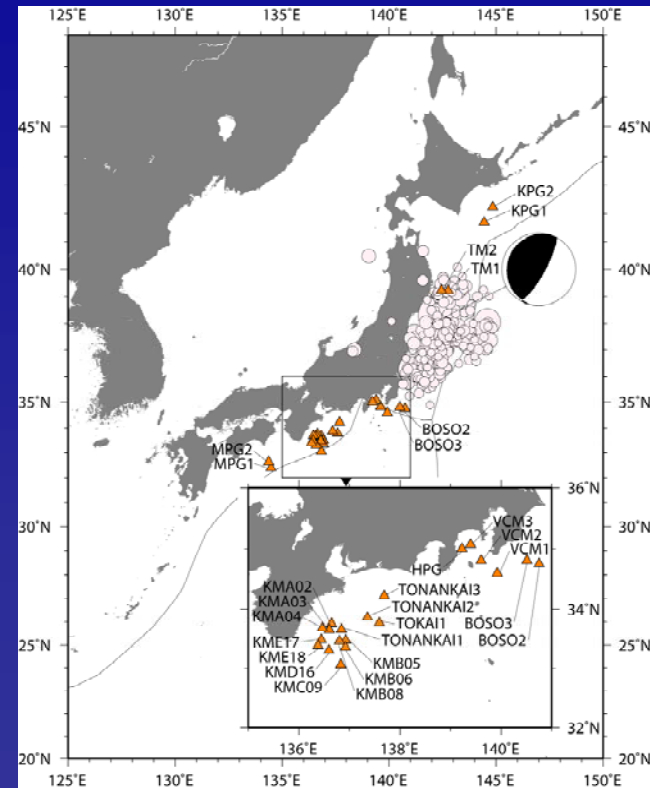 125˚E 130˚E 135˚E 140˚E 145˚E 150˚E
45˚N 45˚N
KPG2
KPG1
TM2
40˚N 40˚N
TM1
35˚N 35˚N
BOSO2
BOSO3
MPG2
MPG1
36˚N
VCM3
VCM2
VCM1
30˚N
HPG
KMA02
KMA03
KMA04
TONANKAI3
TONANKAI2*
34˚N
TOKAI1
BOSO3
TONANKAI1
BOSO2
KME17
KME18
KMD16
KMC09
KMB05
KMB06
KMB08
25˚N
32˚N
136˚E 138˚E 140˚E
20˚N 20˚N
125˚E 130˚E 135˚E 140˚E 145˚E 150˚E